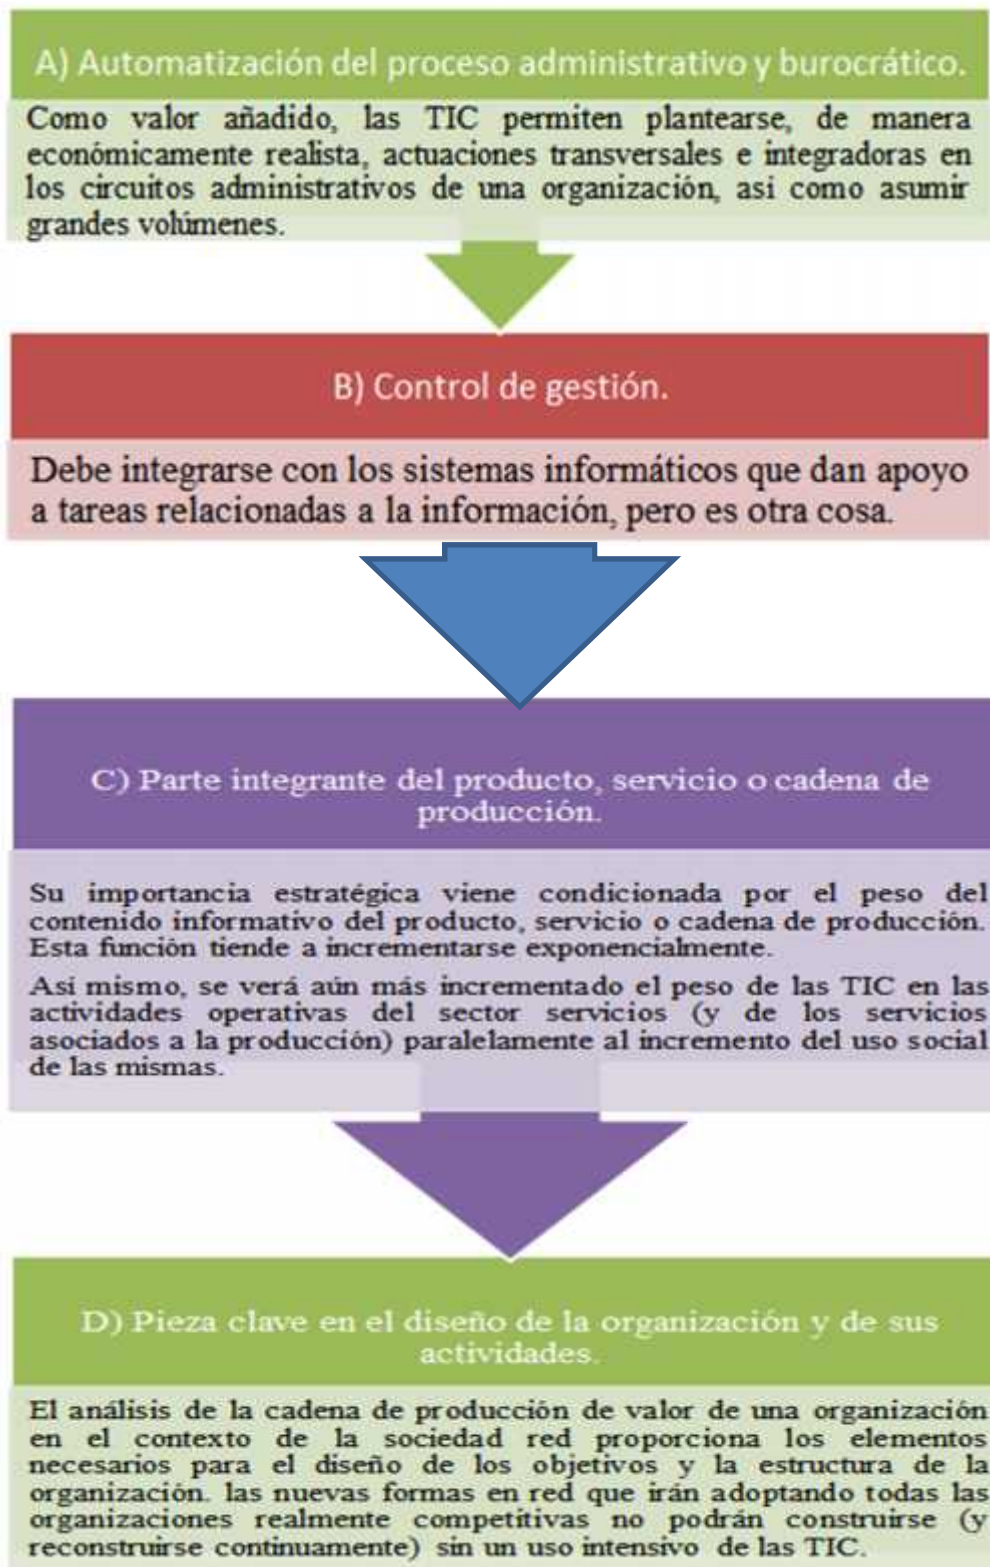 A) Automatización del proceso administrativo y burocrático.
Como valor añadido, las TIC permiten plantearse, de manera
económicamente realista, actuaciones transversales e integradoras en
los circuitos administrativos de una organización, así como asumir
grandes volúmenes.
B) Control de gestión.
Debe integrarse con los sistemas informáticos que dan apoyo
a tareas relacionadas a la información, pero es otra cosa.
C) Parte integrante del producto, servicio o cadena de
producción.
Su importancia estratégica viene condicionada por el peso del
contenido informativo del producto, servicio o cadena de producción.
Esta función tiende a incrementarse exponencialmente.
Así mismo, se verá aún más incrementado el peso de las TIC en las
actividades operativas del sector servicios (y de los servicios
asociados a la producción) paralelamente al incremento del uso social
de las mismas.
D) Pieza clave en el diseño de la organización y de sus
actividades.
El análisis de la cadena de producción de valor de una organización
en el contexto de la sociedad red proporciona los elementos
necesarios para el diseño de los objetivos y la estructura de la
organización. las nuevas formas en red que irán adoptando todas las
organizaciones realmente competitivas no podrán construirse (y
reconstruirse continuamente) sin un uso intensivo de las TIC.